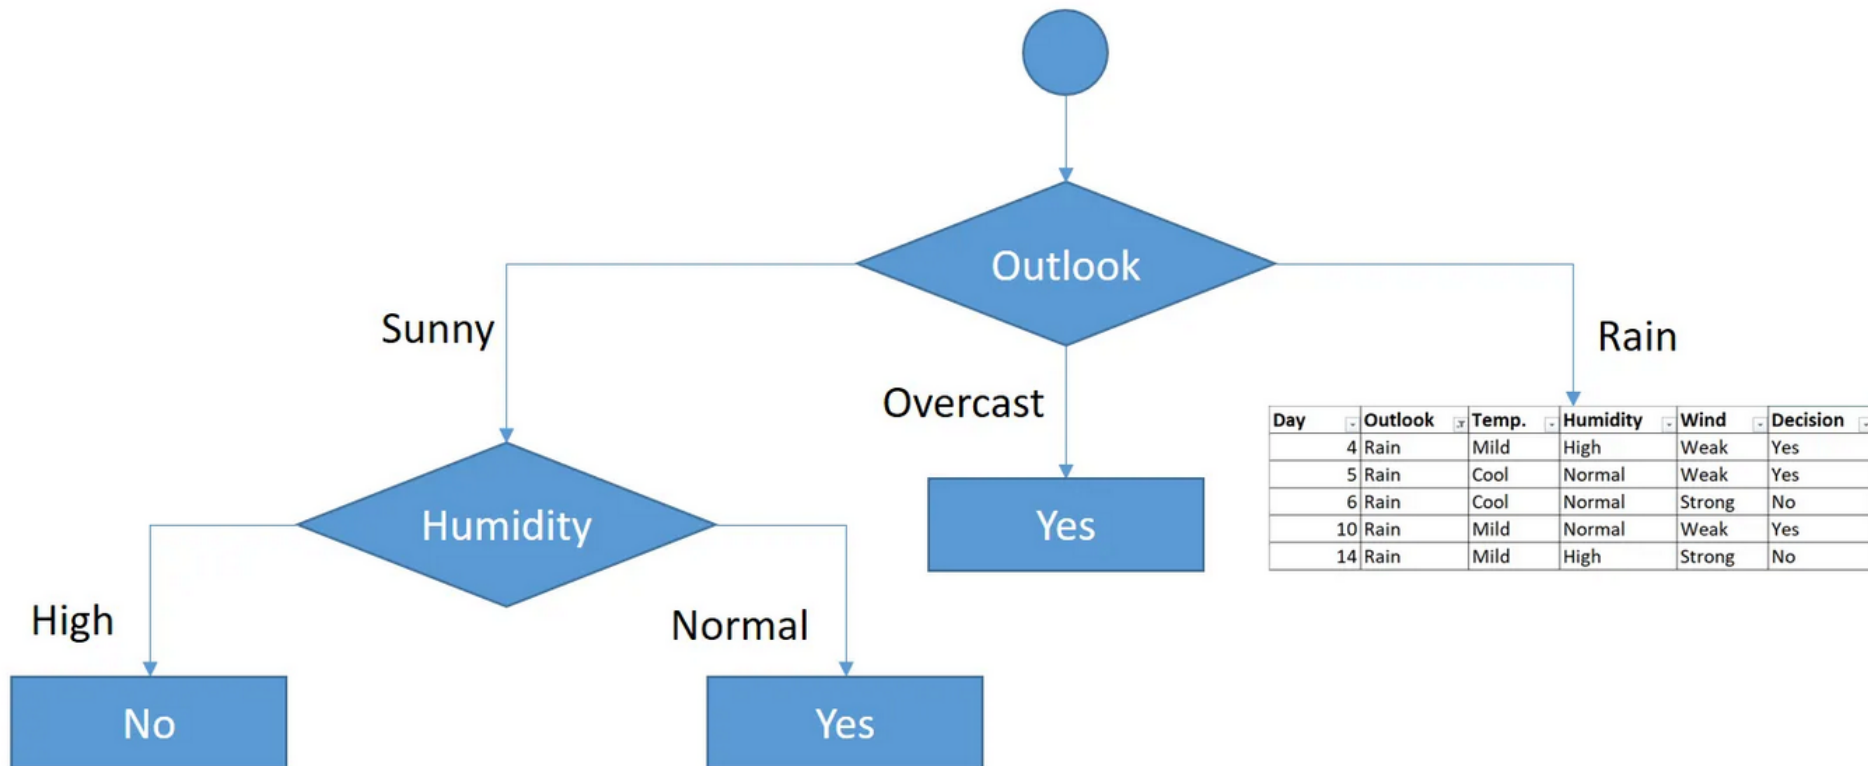 Outlook
Sunny
Overcast
Rain
Humidity
Yes
High
Normal
No
Yes
Day Outlook Temp. Humidity Wind Decision
4 Rain Mild High Weak Yes
5 Rain Cool Normal Weak Yes
6 Rain Cool Normal Strong No
10 Rain Mild Normal Weak Yes
14 Rain Mild High Strong No